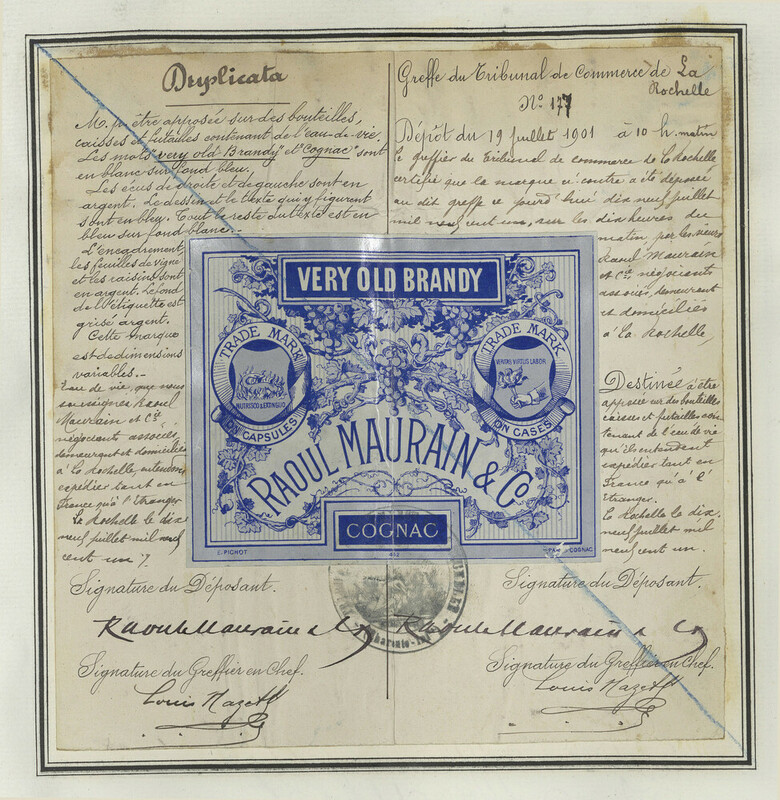 Duplicata
M. p. être apposée sur des bouteilles,
caisses et futailles contenant de l'eau-de-vie.
Les mots "very old Brandy" et "Cognac" sont
en blanc sur fond bleu.
Les écus de droite et de gauche sont en
argent. Le dessin et le texte qui y figurent
sont en bleu. Tout le reste du texte est en
bleu sur fond blanc.-
L'encadrement,
les feuilles de vigne
et les raisins sont
en argent. Le fond
de l'étiquette est
grisé argent.
Cette marque
est de dimensions
variables.-
Eau de vie, que nous
soussignés Raoul
Maurain et Cie
négociants associés,
demeurant et domiciliés
à La Rochelle, entendons
expédier tant en
France qu'à l'étranger
La Rochelle le dix
neuf juillet mil neuf
cent un
Signature du Déposant.
Raoul Maurain &
Signature du Greffier en Chef.
Louis
Greffe du Tribunal de Commerce de La
Rochelle
No. 177
Dépôt du 19 juillet 1901 à 10 h. matin
Le greffier du Tribunal de commerce de La Rochelle
certifie que la marque ci contre a été déposée
au dit greffe ce jourd'hui dix neuf juillet
mil neuf cent un, sur les dix heures du
matin, par les sieurs
Raoul Maurain
et Cie négociants
associés, demeurant
et domiciliés
à La Rochelle,
Destinée à être
apposée sur des bouteilles
caisses et futailles con-
tenant de l'eau de vie
qu'ils entendent
expédier tant en
France qu'à l'
étranger.
La Rochelle le dix
neuf juillet mil
neuf cent un.
Signature du Déposant.
Raoul Maurain &
Signature du Greffier en Chef.
Louis
VERY OLD BRANDY
TRADE MARK
NUTRISCO & EXTINGUO
ON CAPSULES
TRADE MARK
VERITAS VIRTUS LABOR
ON CASES
RAOUL MAURAIN & Co
COGNAC
PICHOT
COGNAC